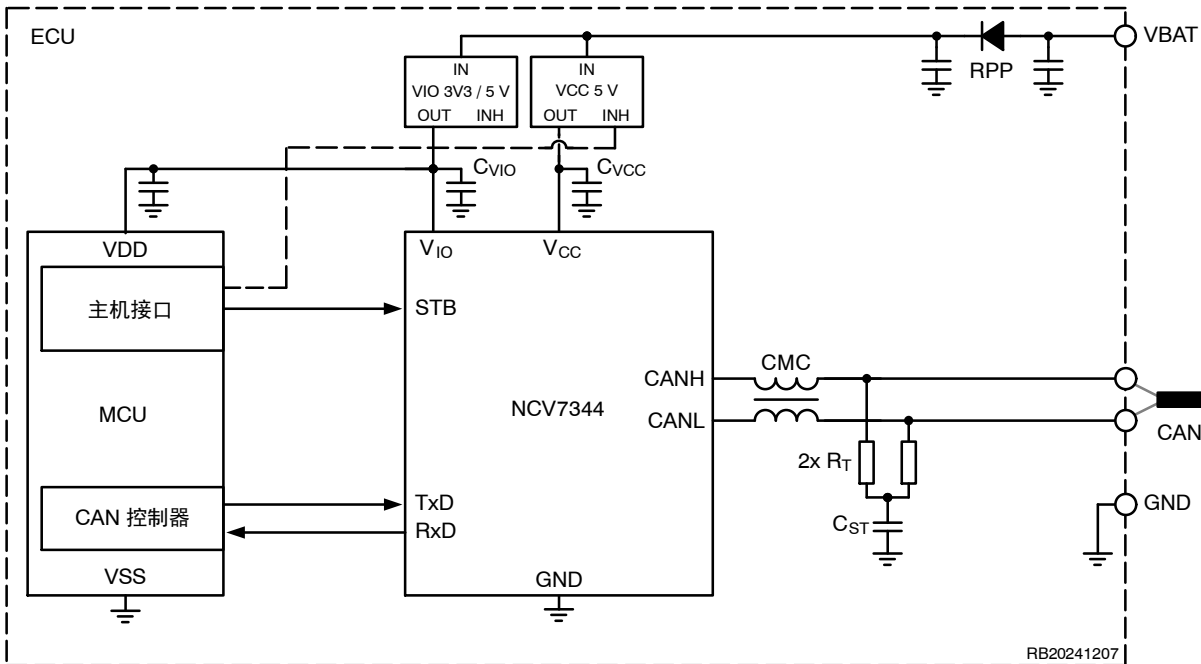 ECU
VBAT
RPP
IN
VIO 3V3 / 5 V
OUT INH
IN
VCC 5 V
OUT INH
CVIO
CVCC
VDD
VIO
VCC
主机接口
STB
MCU
NCV7344
CANH
CANL
CMC
CAN
2x RT
CST
CAN 控制器
TxD
RxD
GND
VSS
GND
RB20241207